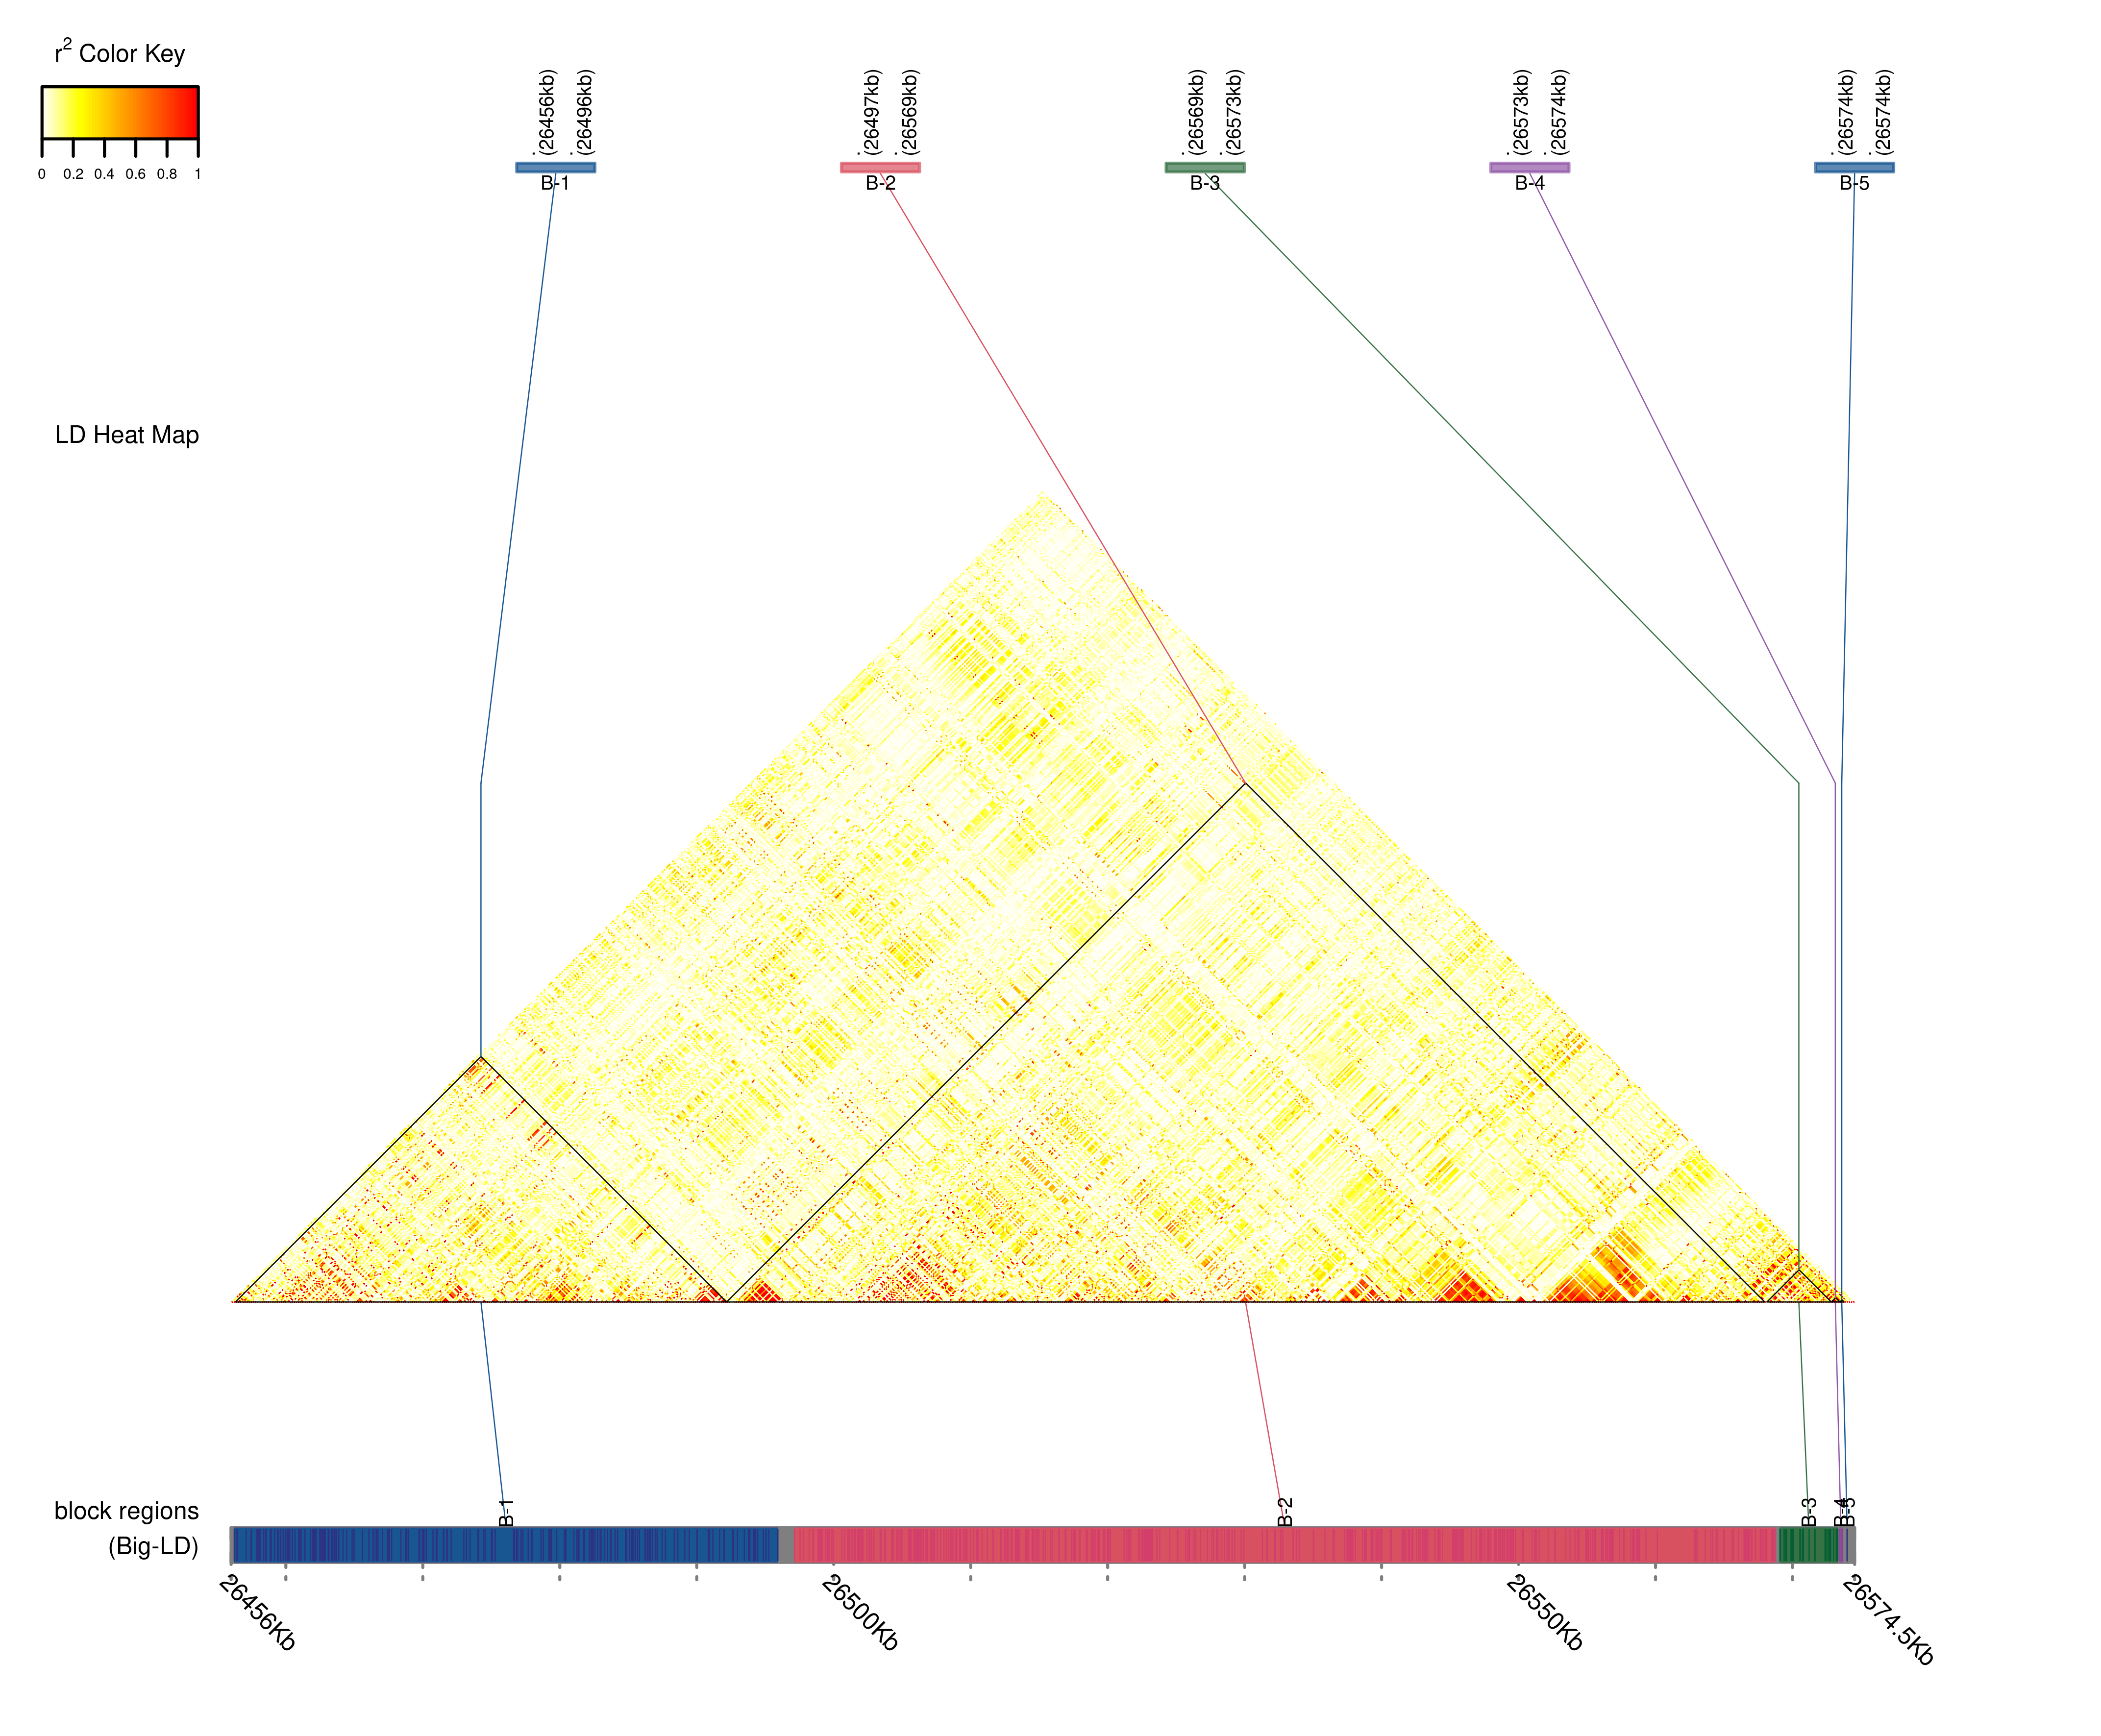 r2 Color Key
0 0.2 0.4 0.6 0.8 1
. (26456kb)
. (26496kb)
B-1
. (26497kb)
. (26569kb)
B-2
. (26569kb)
. (26573kb)
B-3
. (26573kb)
. (26574kb)
B-4
. (26574kb)
. (26574kb)
B-5
LD Heat Map
block regions
(Big-LD)
B-1
B-2
B-3
B-4
B-5
26456Kb
26500Kb
26550Kb
26574.5Kb